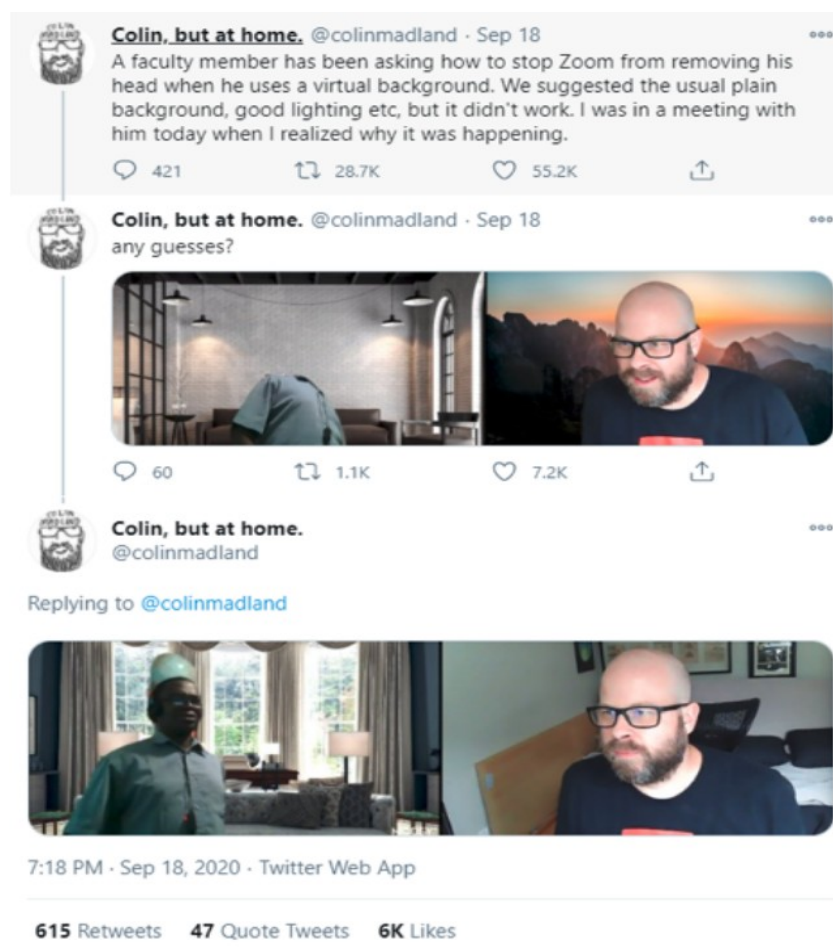 Colin, but at home. @colinmadland · Sep 18
A faculty member has been asking how to stop Zoom from removing his
head when he uses a virtual background. We suggested the usual plain
background, good lighting etc, but it didn't work. I was in a meeting with
him today when I realized why it was happening.
421 28.7K 55.2K
Colin, but at home. @colinmadland · Sep 18
any guesses?
60 1.1K 7.2K
Colin, but at home.
@colinmadland
Replying to @colinmadland
7:18 PM · Sep 18, 2020 · Twitter Web App
615 Retweets 47 Quote Tweets 6K Likes